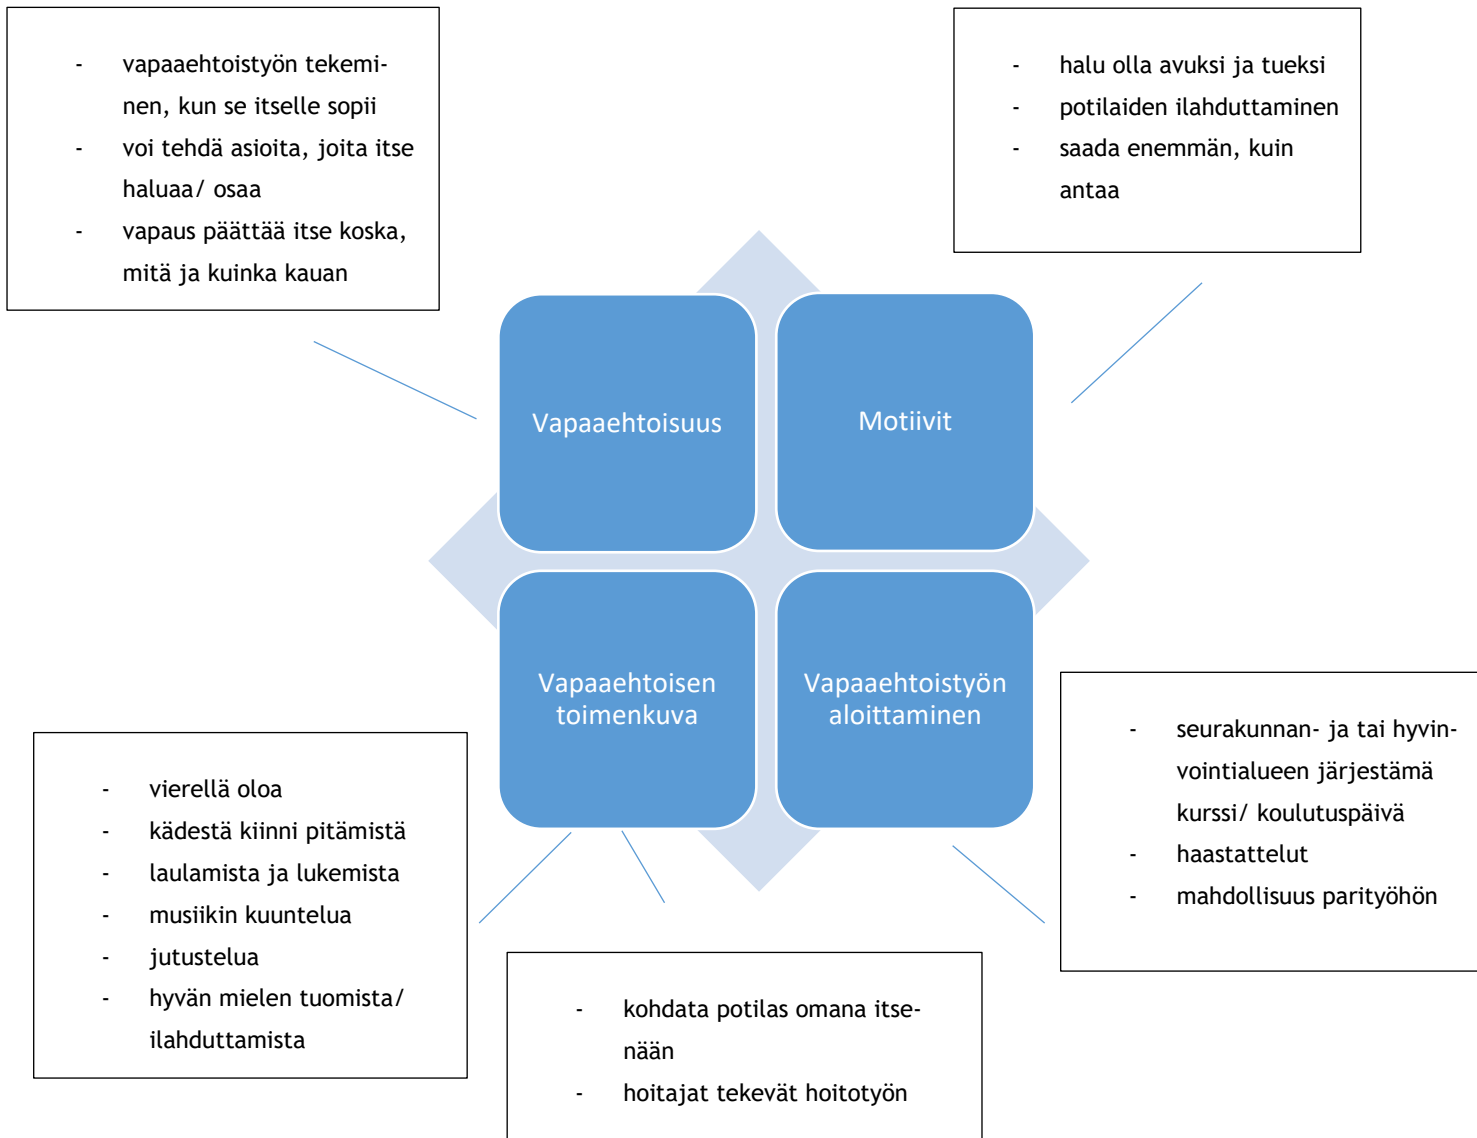 - vapaaehtoistyön tekemi-
nen, kun se itselle sopii
- voi tehdä asioita, joita itse
haluaa/ osaa
- vapaus päättää itse koska,
mitä ja kuinka kauan
- halu olla avuksi ja tueksi
- potilaiden ilahduttaminen
- saada enemmän, kuin
antaa
Vapaaehtoisuus
Motiivit
Vapaaehtoisen
toimenkuva
Vapaaehtoistyön
aloittaminen
- seurakunnan- ja tai hyvin-
vointialueen järjestämä
kurssi/ koulutuspäivä
- haastattelut
- mahdollisuus parityöhön
- vierellä oloa
- kädestä kiinni pitämistä
- laulamista ja lukemista
- musiikin kuuntelua
- jutustelua
- hyvän mielen tuomista/
ilahduttamista
- kohdata potilas omana itse-
nään
- hoitajat tekevät hoitotyön